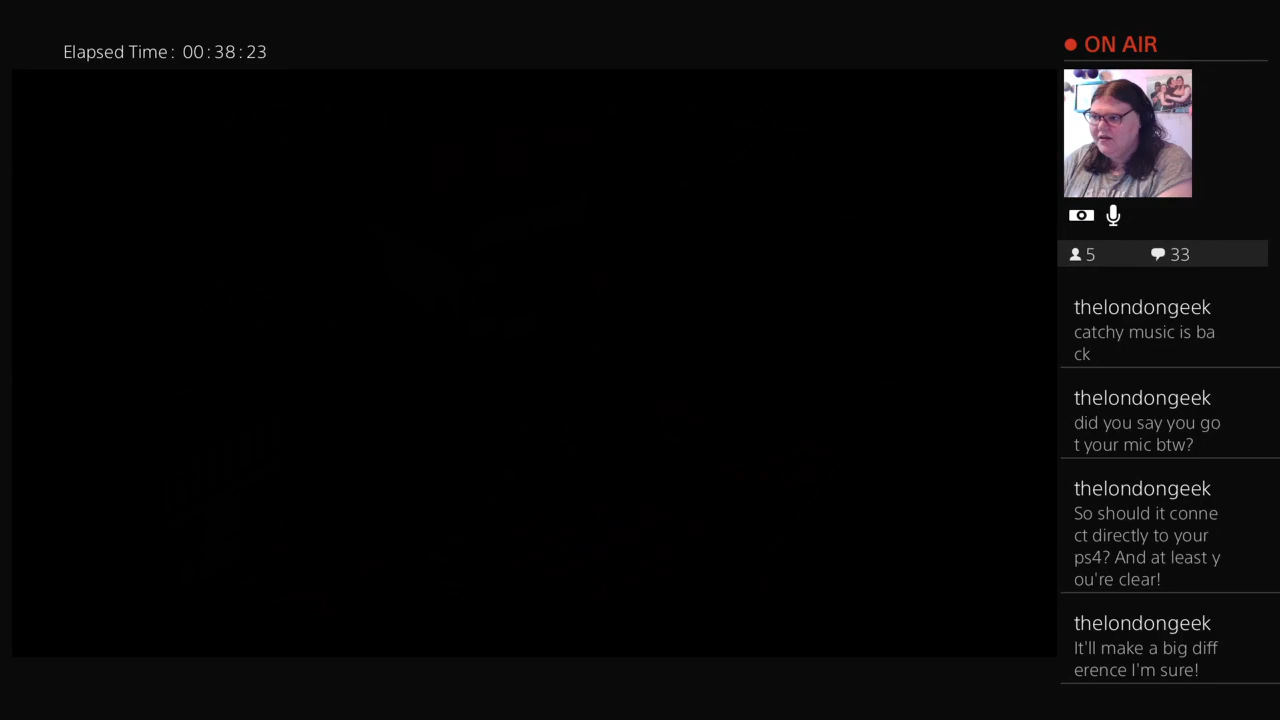 Elapsed Time: 00:38:23
ON AIR
5 33
thelondongeek
catchy music is ba
ck
thelondongeek
did you say you go
t your mic btw?
thelondongeek
So should it conne
ct directly to your
ps4? And at least y
ou're clear!
thelondongeek
It'll make a big diff
erence I'm sure!